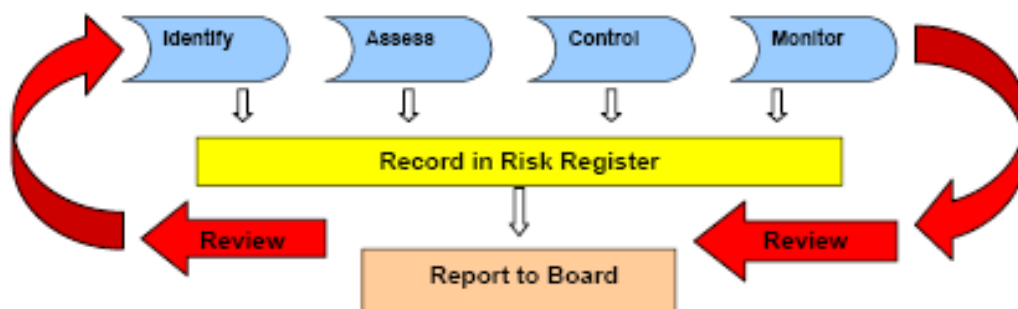 Identify
Assess
Control
Monitor
Record in Risk Register
Review
Review
Report to Board